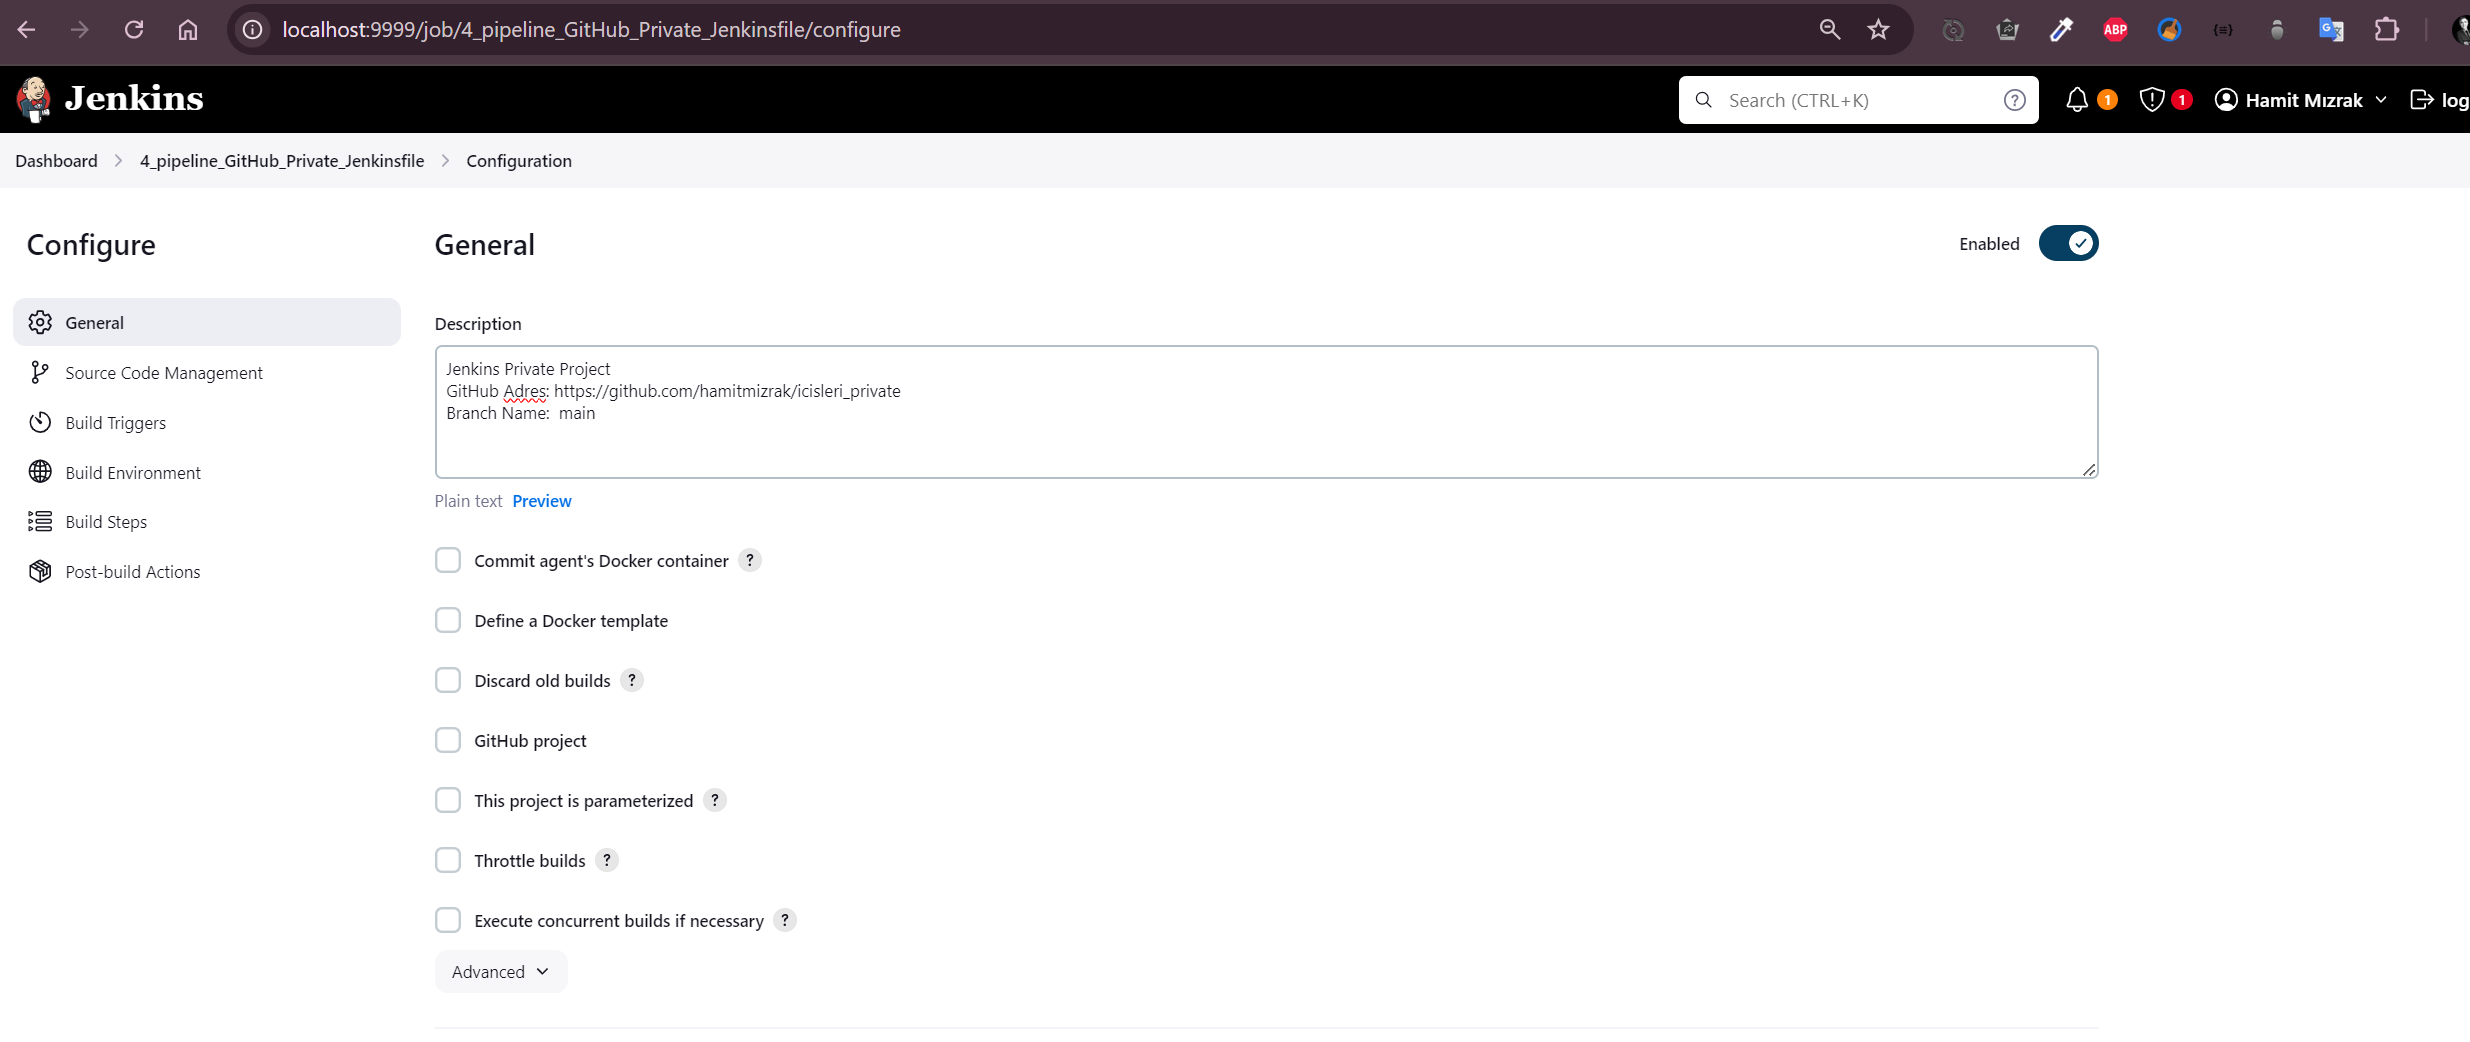 localhost:9999/job/4_pipeline_GitHub_Private_Jenkinsfile/configure
ABP
Jenkins
Search (CTRL+K)
?
1
1
Hamit Mızrak
log
Dashboard
4_pipeline_GitHub_Private_Jenkinsfile
Configuration
Configure
General
Source Code Management
Build Triggers
Build Environment
Build Steps
Post-build Actions
General
Enabled
Description
Jenkins Private Project
GitHub Adres: https://github.com/hamitmizrak/icisleri_private
Branch Name:  main
Plain text Preview
Commit agent's Docker container ?
Define a Docker template
Discard old builds ?
GitHub project
This project is parameterized ?
Throttle builds ?
Execute concurrent builds if necessary ?
Advanced